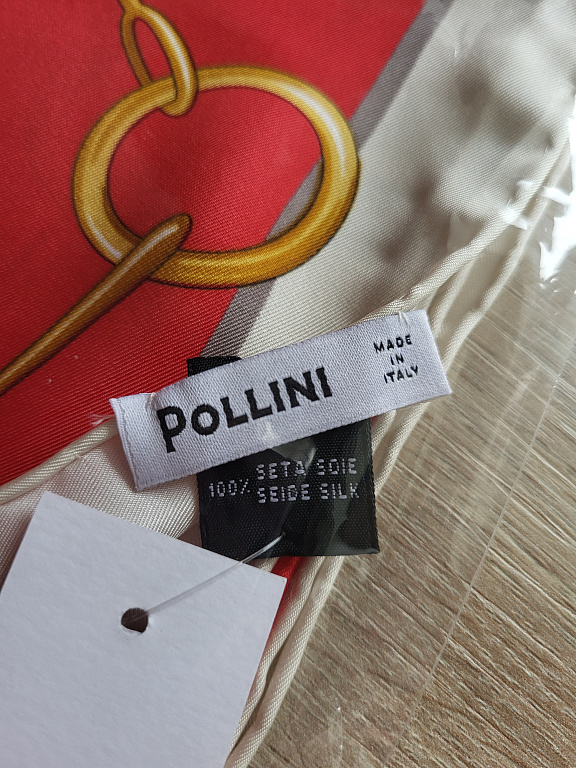 POLLINI
MADE
IN
ITALY
100% SETA SOIE
SEIDE SILK